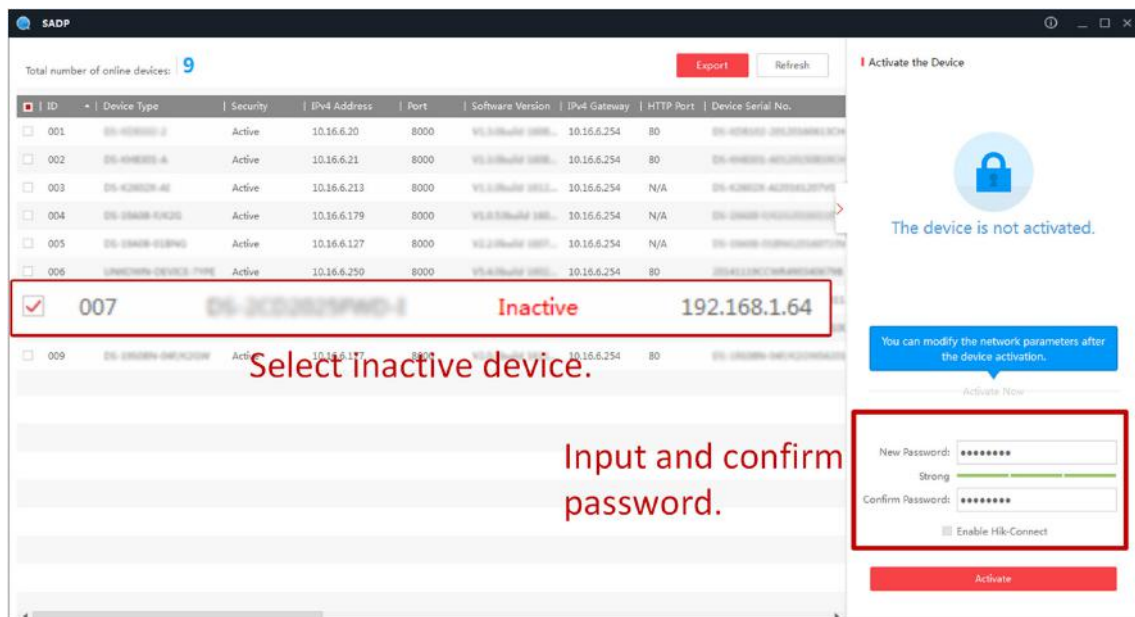 SADP
Total number of online devices: 9
Export
Refresh
ID | Device Type | Security | IPv4 Address | Port | Software Version | IPv4 Gateway | HTTP Port | Device Serial No.
001 Active 10.16.6.20 8000 10.16.6.254 80
002 Active 10.16.6.21 8000 10.16.6.254 80
003 Active 10.16.6.213 8000 10.16.6.254 N/A
004 Active 10.16.6.179 8000 10.16.6.254 N/A
005 Active 10.16.6.127 8000 10.16.6.254 N/A
006 Active 10.16.6.250 8000 10.16.6.254 80
007 Inactive 192.168.1.64
009 10.16.6.254 80
Select inactive device.
Input and confirm
password.
Activate the Device
The device is not activated.
You can modify the network parameters after
the device activation.
Activate Now
New Password: ●●●●●●●●
Strong
Confirm Password: ●●●●●●●●
Enable Hik-Connect
Activate